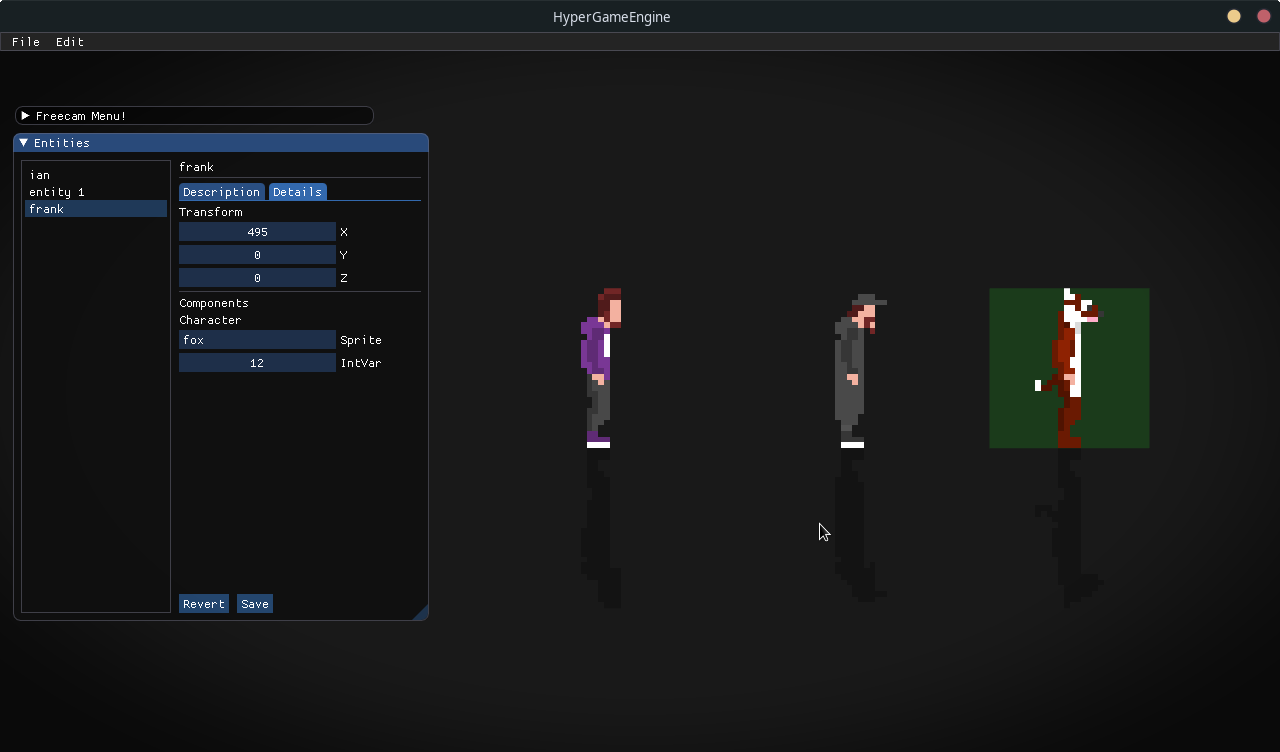 HyperGameEngine
File Edit
Freecam Menu!
Entities
ian
entity 1
frank
frank
Description Details
Transform
495 X
0 Y
0 Z
Components
Character
fox Sprite
12 IntVar
Revert Save